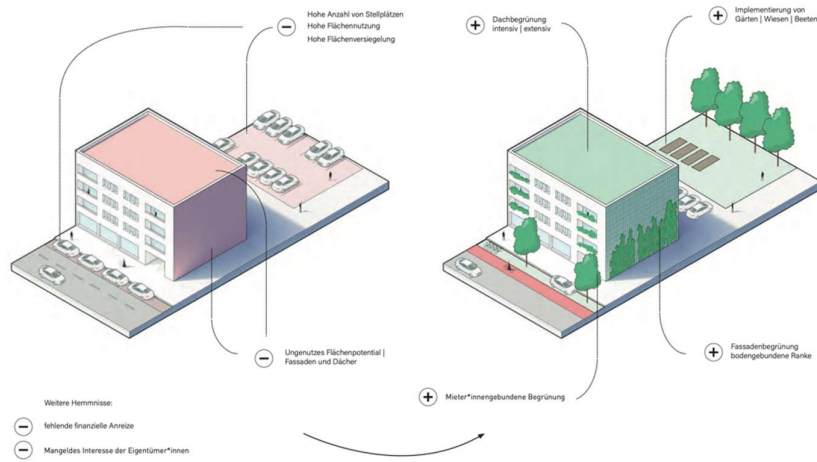 Hohe Anzahl von Stellplätzen
Hohe Flächennutzung
Hohe Flächenversiegelung
Ungenutzes Flächenpotential |
Fassaden und Dächer
Weitere Hemmnisse:
fehlende finanzielle Anreize
Mangeldes Interesse der Eigentümer*innen
Dachbegrünung
intensiv | extensiv
Implementierung von
Gärten | Wiesen | Beeten
Fassadenbegrünung
bodengebundene Ranke
Mieter*innengebundene Begrünung